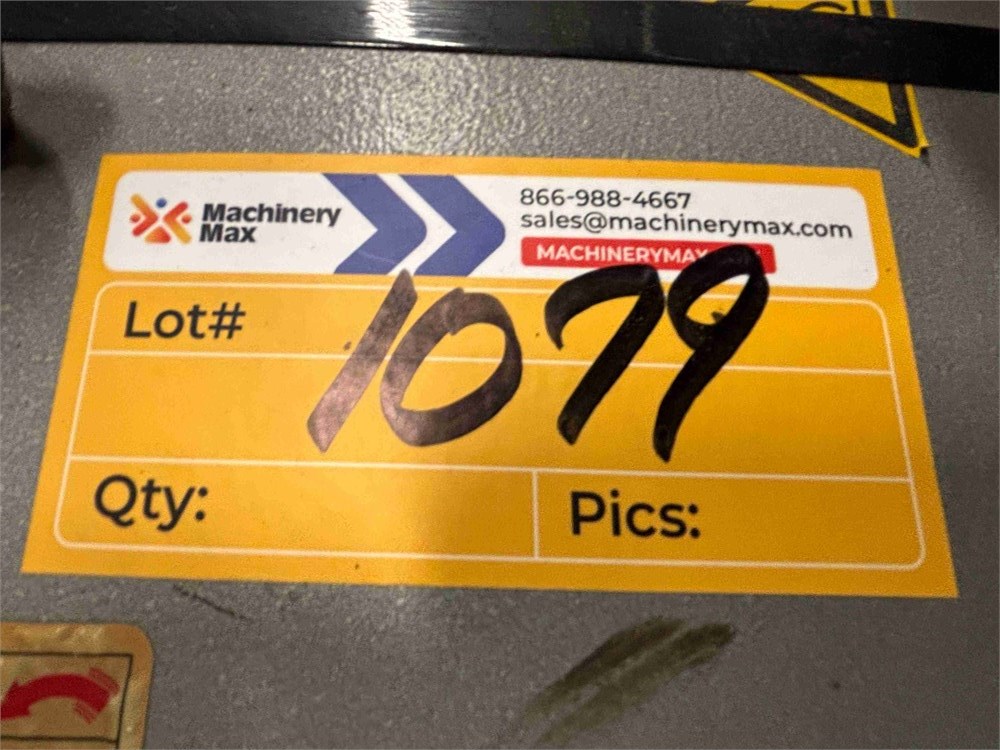 Machinery
Max
866-988-4667
sales@machinerymax.com
Lot# 1079
Qty:
Pics: